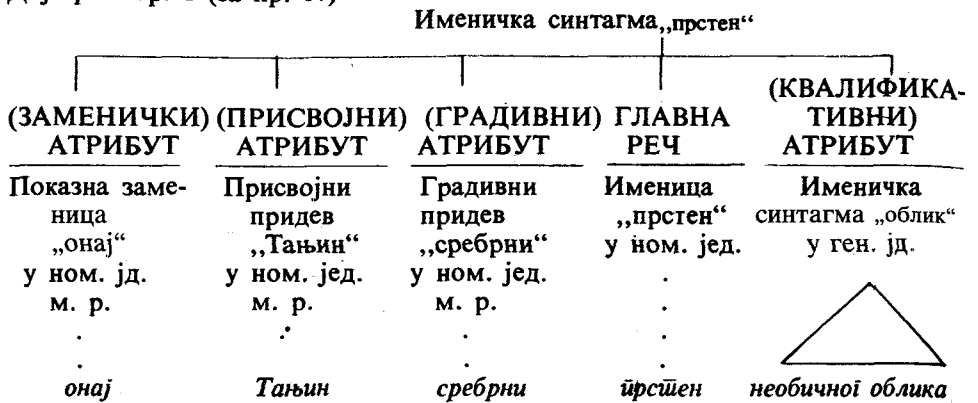 Именичка синтагма „прстен“
(КВАЛИФИКА-
(ЗАМЕНИЧКИ) (ПРИСВОЈНИ) (ГРАДИВНИ) ГЛАВНА ТИВНИ)
АТРИБУТ АТРИБУТ АТРИБУТ РЕЧ АТРИБУТ
Показна заме- Присвојни Градивни Именица Именичка
ница придев придев „прстен“ синтагма „облик“
„онај“ „Тањин“ „сребрни“ у ном. јед. у ген. јд.
у ном. јд. у ном. јед. у ном. јед.
м. р. м. р. м. р.
онај Тањин сребрни прстен необичног облика